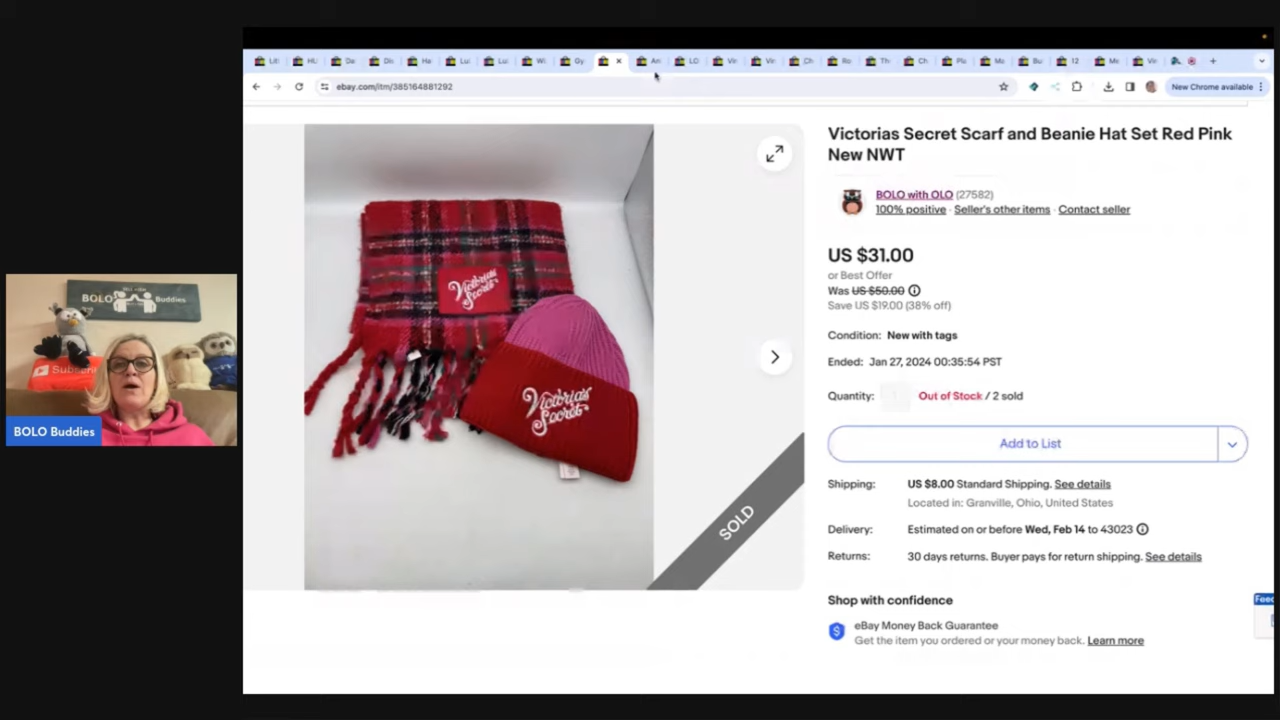 ebay.com/itm/385164881292
New Chrome available
Victorias Secret Scarf and Beanie Hat Set Red Pink
New NWT
BOLO with OLO (27582)
100% positive · Seller's other items · Contact seller
US $31.00
or Best Offer
Was US $50.00
Save US $19.00 (38% off)
Condition: New with tags
Ended: Jan 27, 2024 00:35:54 PST
Quantity: Out of Stock / 2 sold
Add to List
Shipping: US $8.00 Standard Shipping. See details
Located in: Granville, Ohio, United States
Delivery: Estimated on or before Wed, Feb 14 to 43023
Returns: 30 days returns. Buyer pays for return shipping. See details
Shop with confidence
eBay Money Back Guarantee
Get the item you ordered or your money back. Learn more
Victoria's
Secret
Victoria's
Secret
SOLD
BOLO Buddies
BOLO Buddies